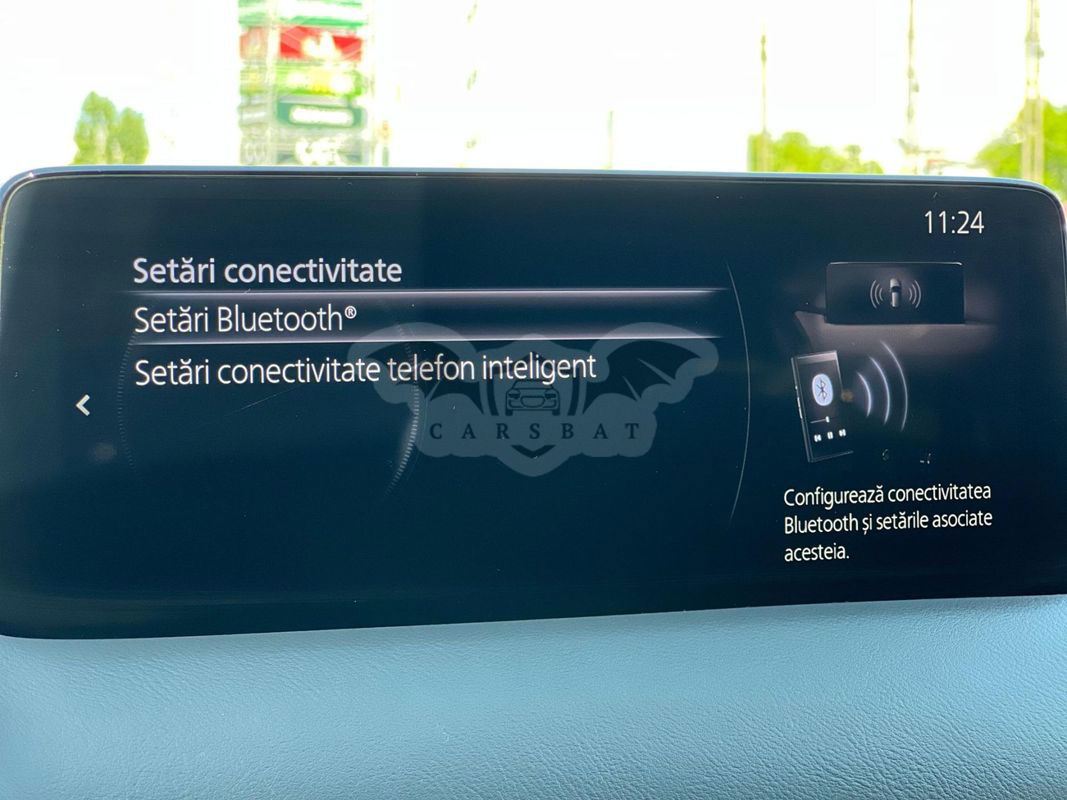 11:24
Setări conectivitate
Setări Bluetooth®
Setări conectivitate telefon inteligent
CARSBAT
Configurează conectivitatea
Bluetooth și setările asociate
acesteia.